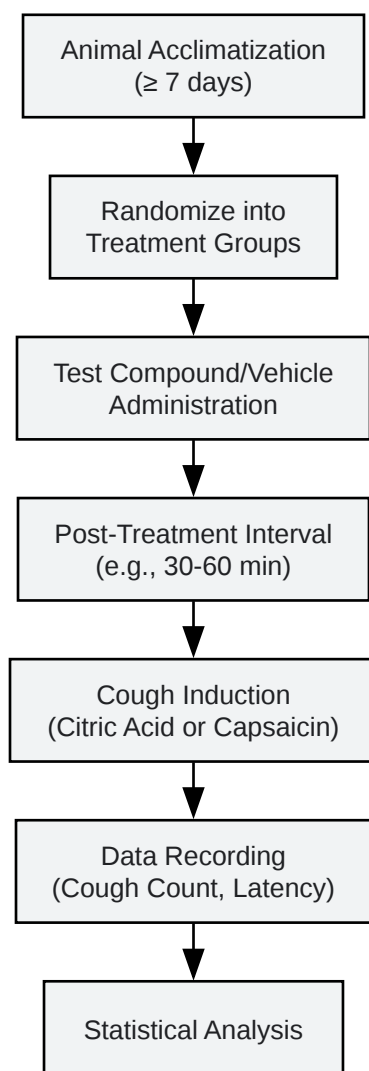 Animal Acclimatization
(≥ 7 days)
Randomize into
Treatment Groups
Test Compound/Vehicle
Administration
Post-Treatment Interval
(e.g., 30-60 min)
Cough Induction
(Citric Acid or Capsaicin)
Data Recording
(Cough Count, Latency)
Statistical Analysis